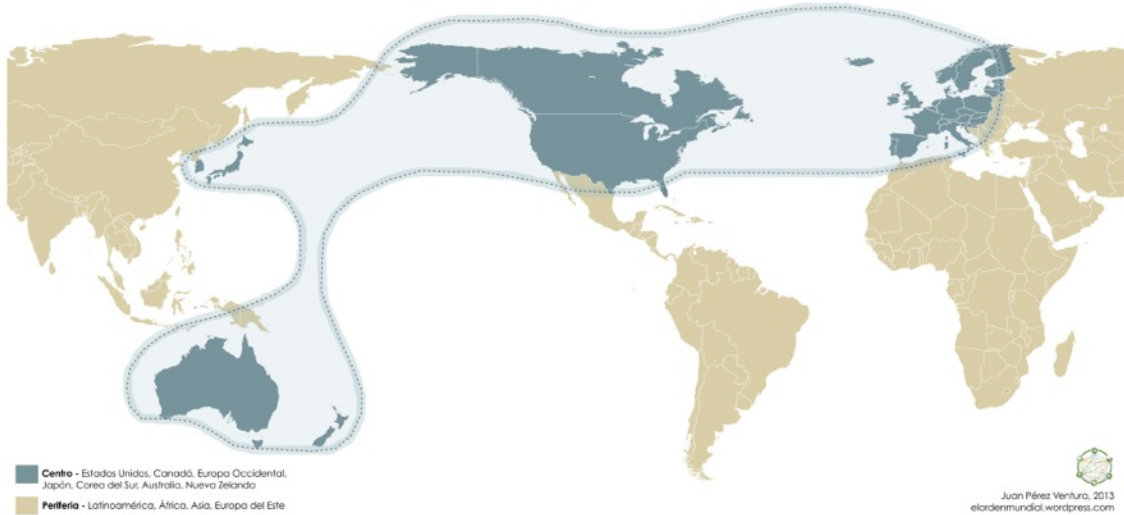 Centro - Estados Unidos, Canadá, Europa Occidental,
Japón, Corea del Sur, Australia, Nueva Zelanda
Periferia - Latinoamérica, África, Asia, Europa del Este
Juan Pérez Ventura, 2013
elordenmundial.wordpress.com